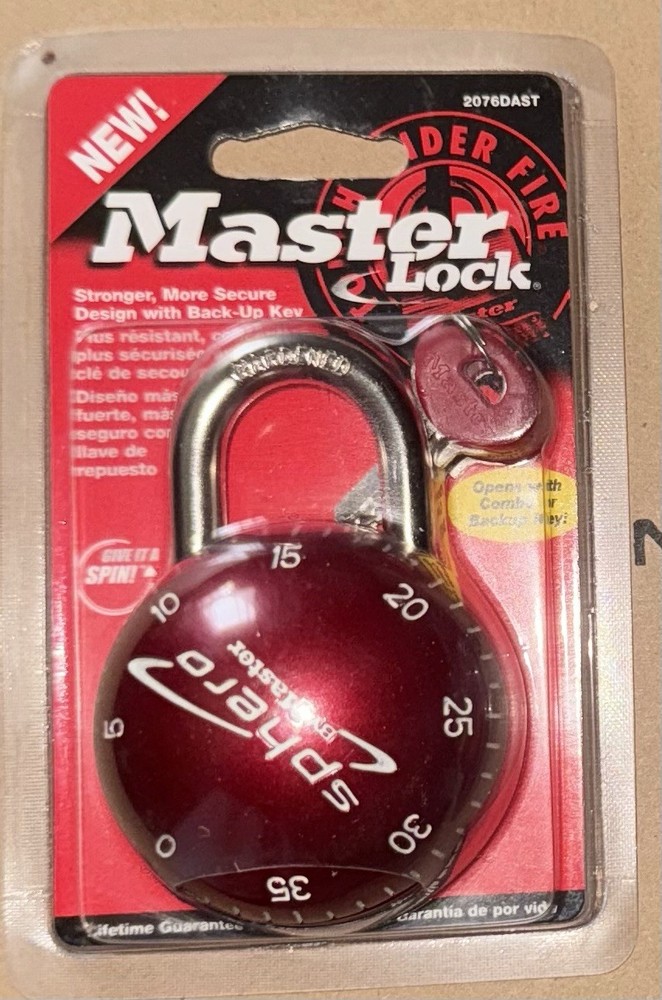 NEW!
2076DAST
UNDER FIRE
Master
Lock
Stronger, More Secure
Design with Back-Up Key
Plus résistant,
plus sécurisé
clé de secou
Diseño más
fuerte, más
seguro con
llave de
repuesto
Master
Opens with
Combo or
Backup Key!
GIVE IT A
SPIN!
15
10
20
5
25
0
30
35
sphero
By Master
Lifetime Guarantee
Garantía de por vida